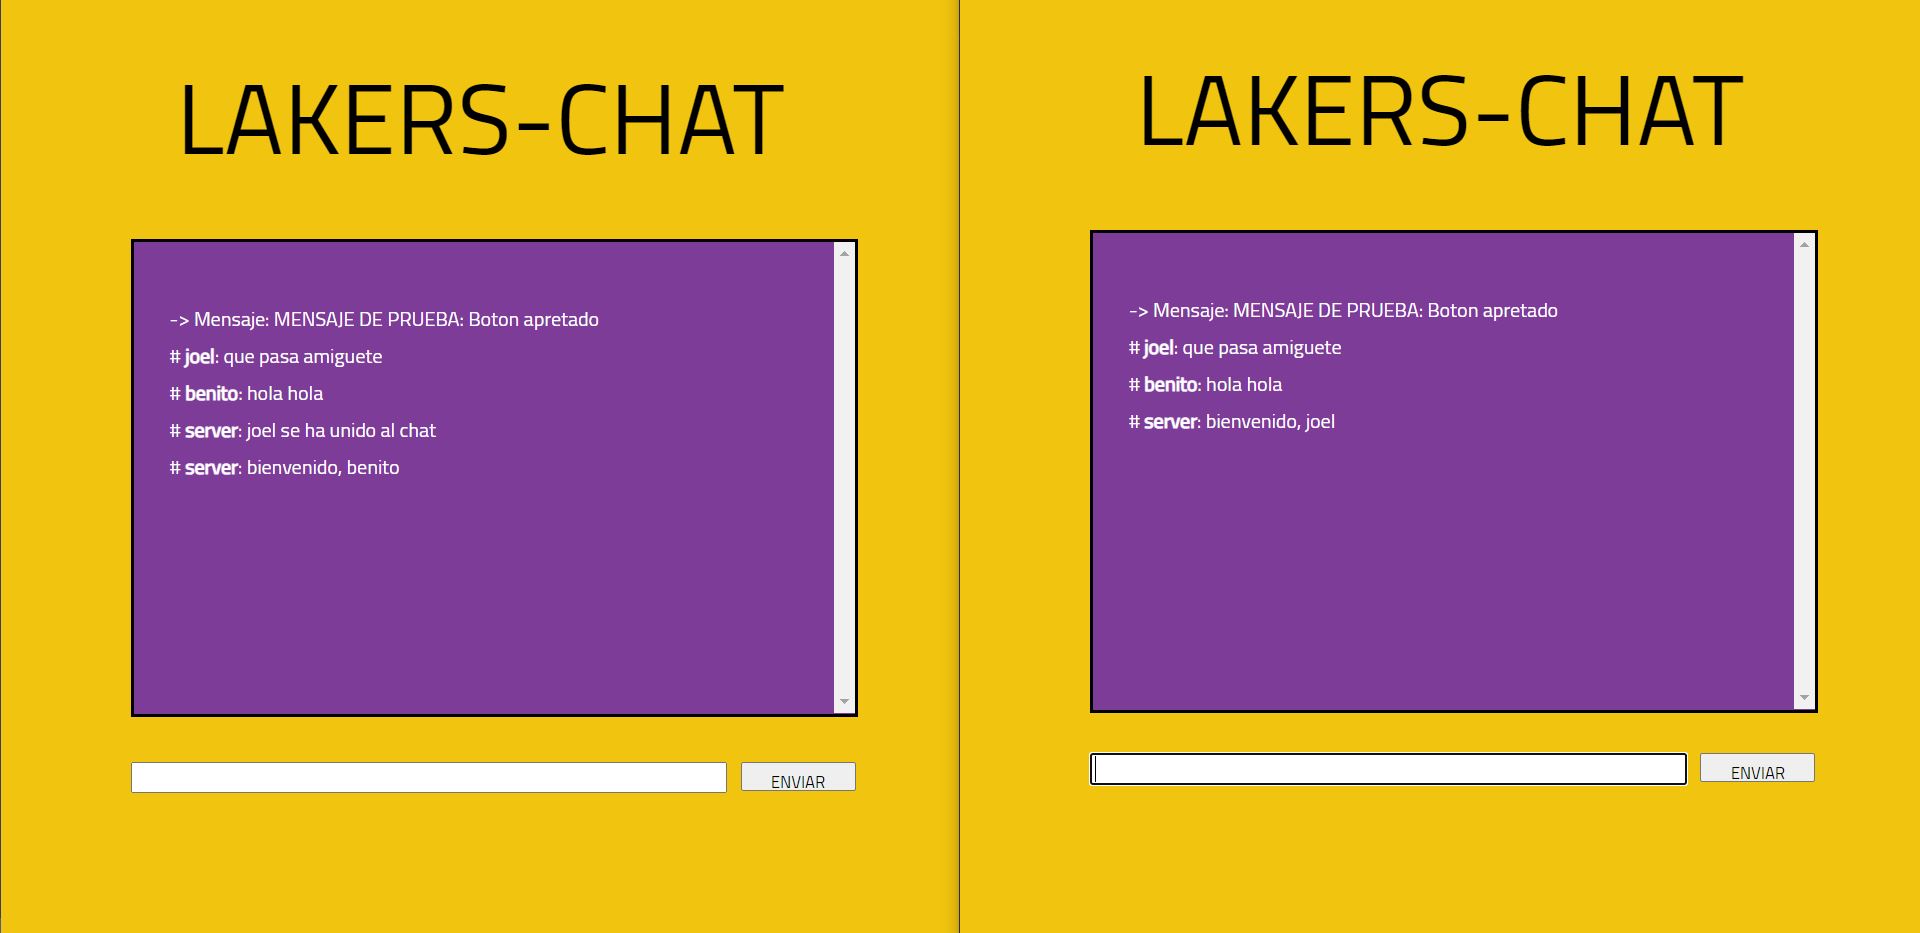 LAKERS-CHAT
-> Mensaje: MENSAJE DE PRUEBA: Boton apretado
# joel: que pasa amiguete
# benito: hola hola
# server: joel se ha unido al chat
# server: bienvenido, benito
ENVIAR
LAKERS-CHAT
-> Mensaje: MENSAJE DE PRUEBA: Boton apretado
# joel: que pasa amiguete
# benito: hola hola
# server: bienvenido, joel
ENVIAR